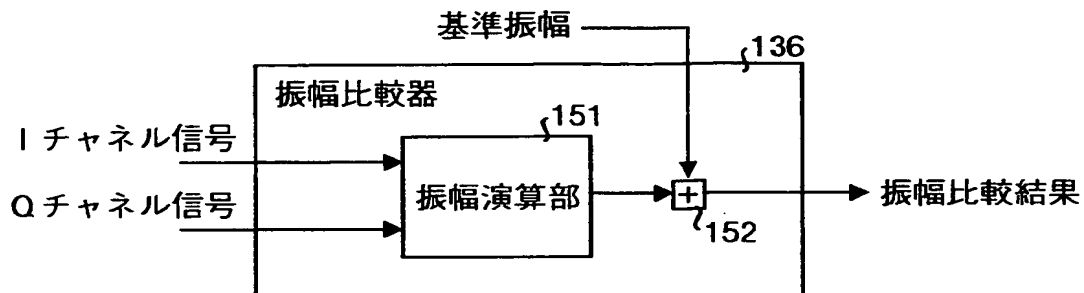 基準振幅
136
振幅比較器
151
Iチャネル信号
Qチャネル信号
振幅演算部
+
152
振幅比較結果